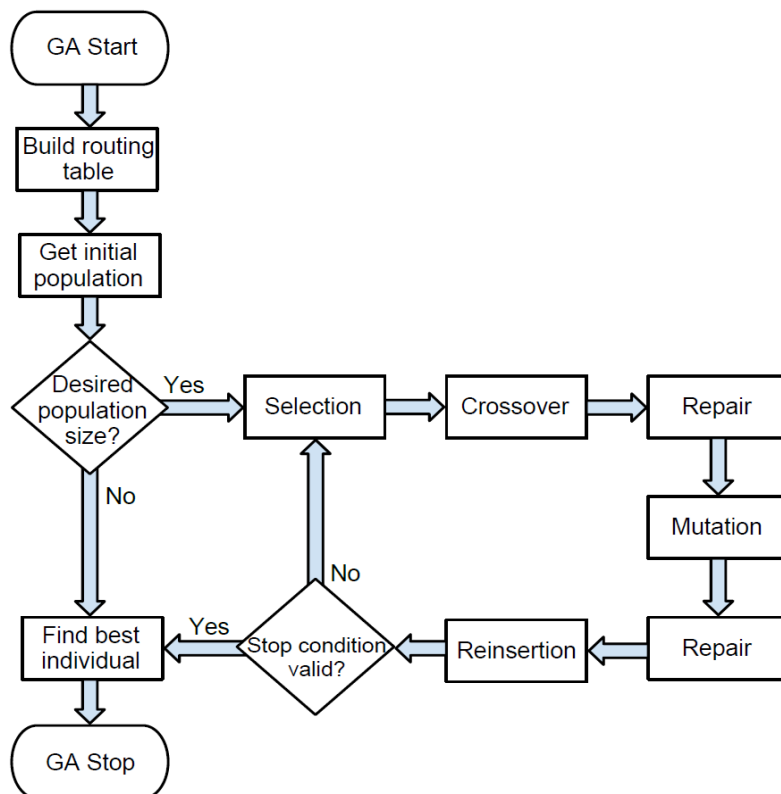 GA Start
Build routing
table
Get initial
population
Desired
population
size?
Yes
Selection
Crossover
Repair
No
Mutation
No
Find best
individual
Yes
Stop condition
valid?
Reinsertion
Repair
GA Stop